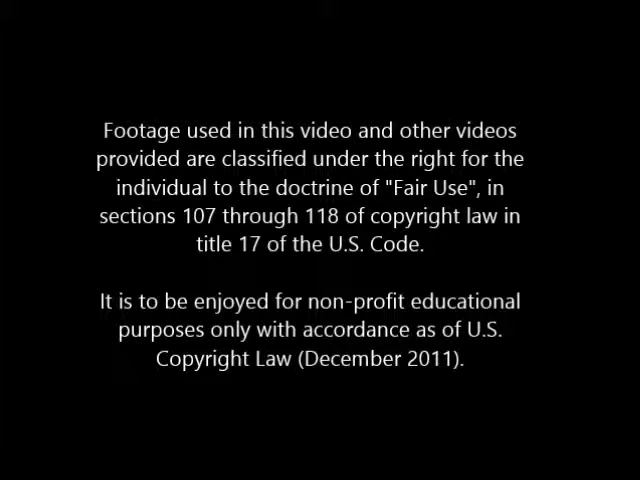 Footage used in this video and other videos
provided are classified under the right for the
individual to the doctrine of "Fair Use", in
sections 107 through 118 of copyright law in
title 17 of the U.S. Code.
It is to be enjoyed for non-profit educational
purposes only with accordance as of U.S.
Copyright Law (December 2011).